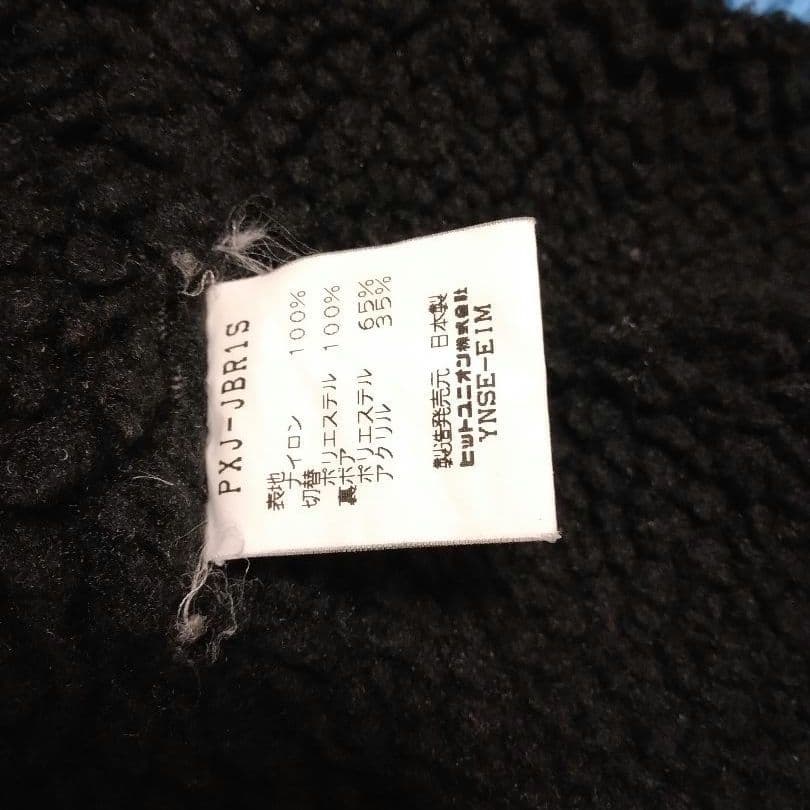 PXJ-JBR1S
表地
ナイロン 100%
切替
ポリエステル 100%
裏ボア
ポリエステル 65%
アクリル 35%
製造発売元 日本製
ヒットユニオン株式会社
YNSE-EIM